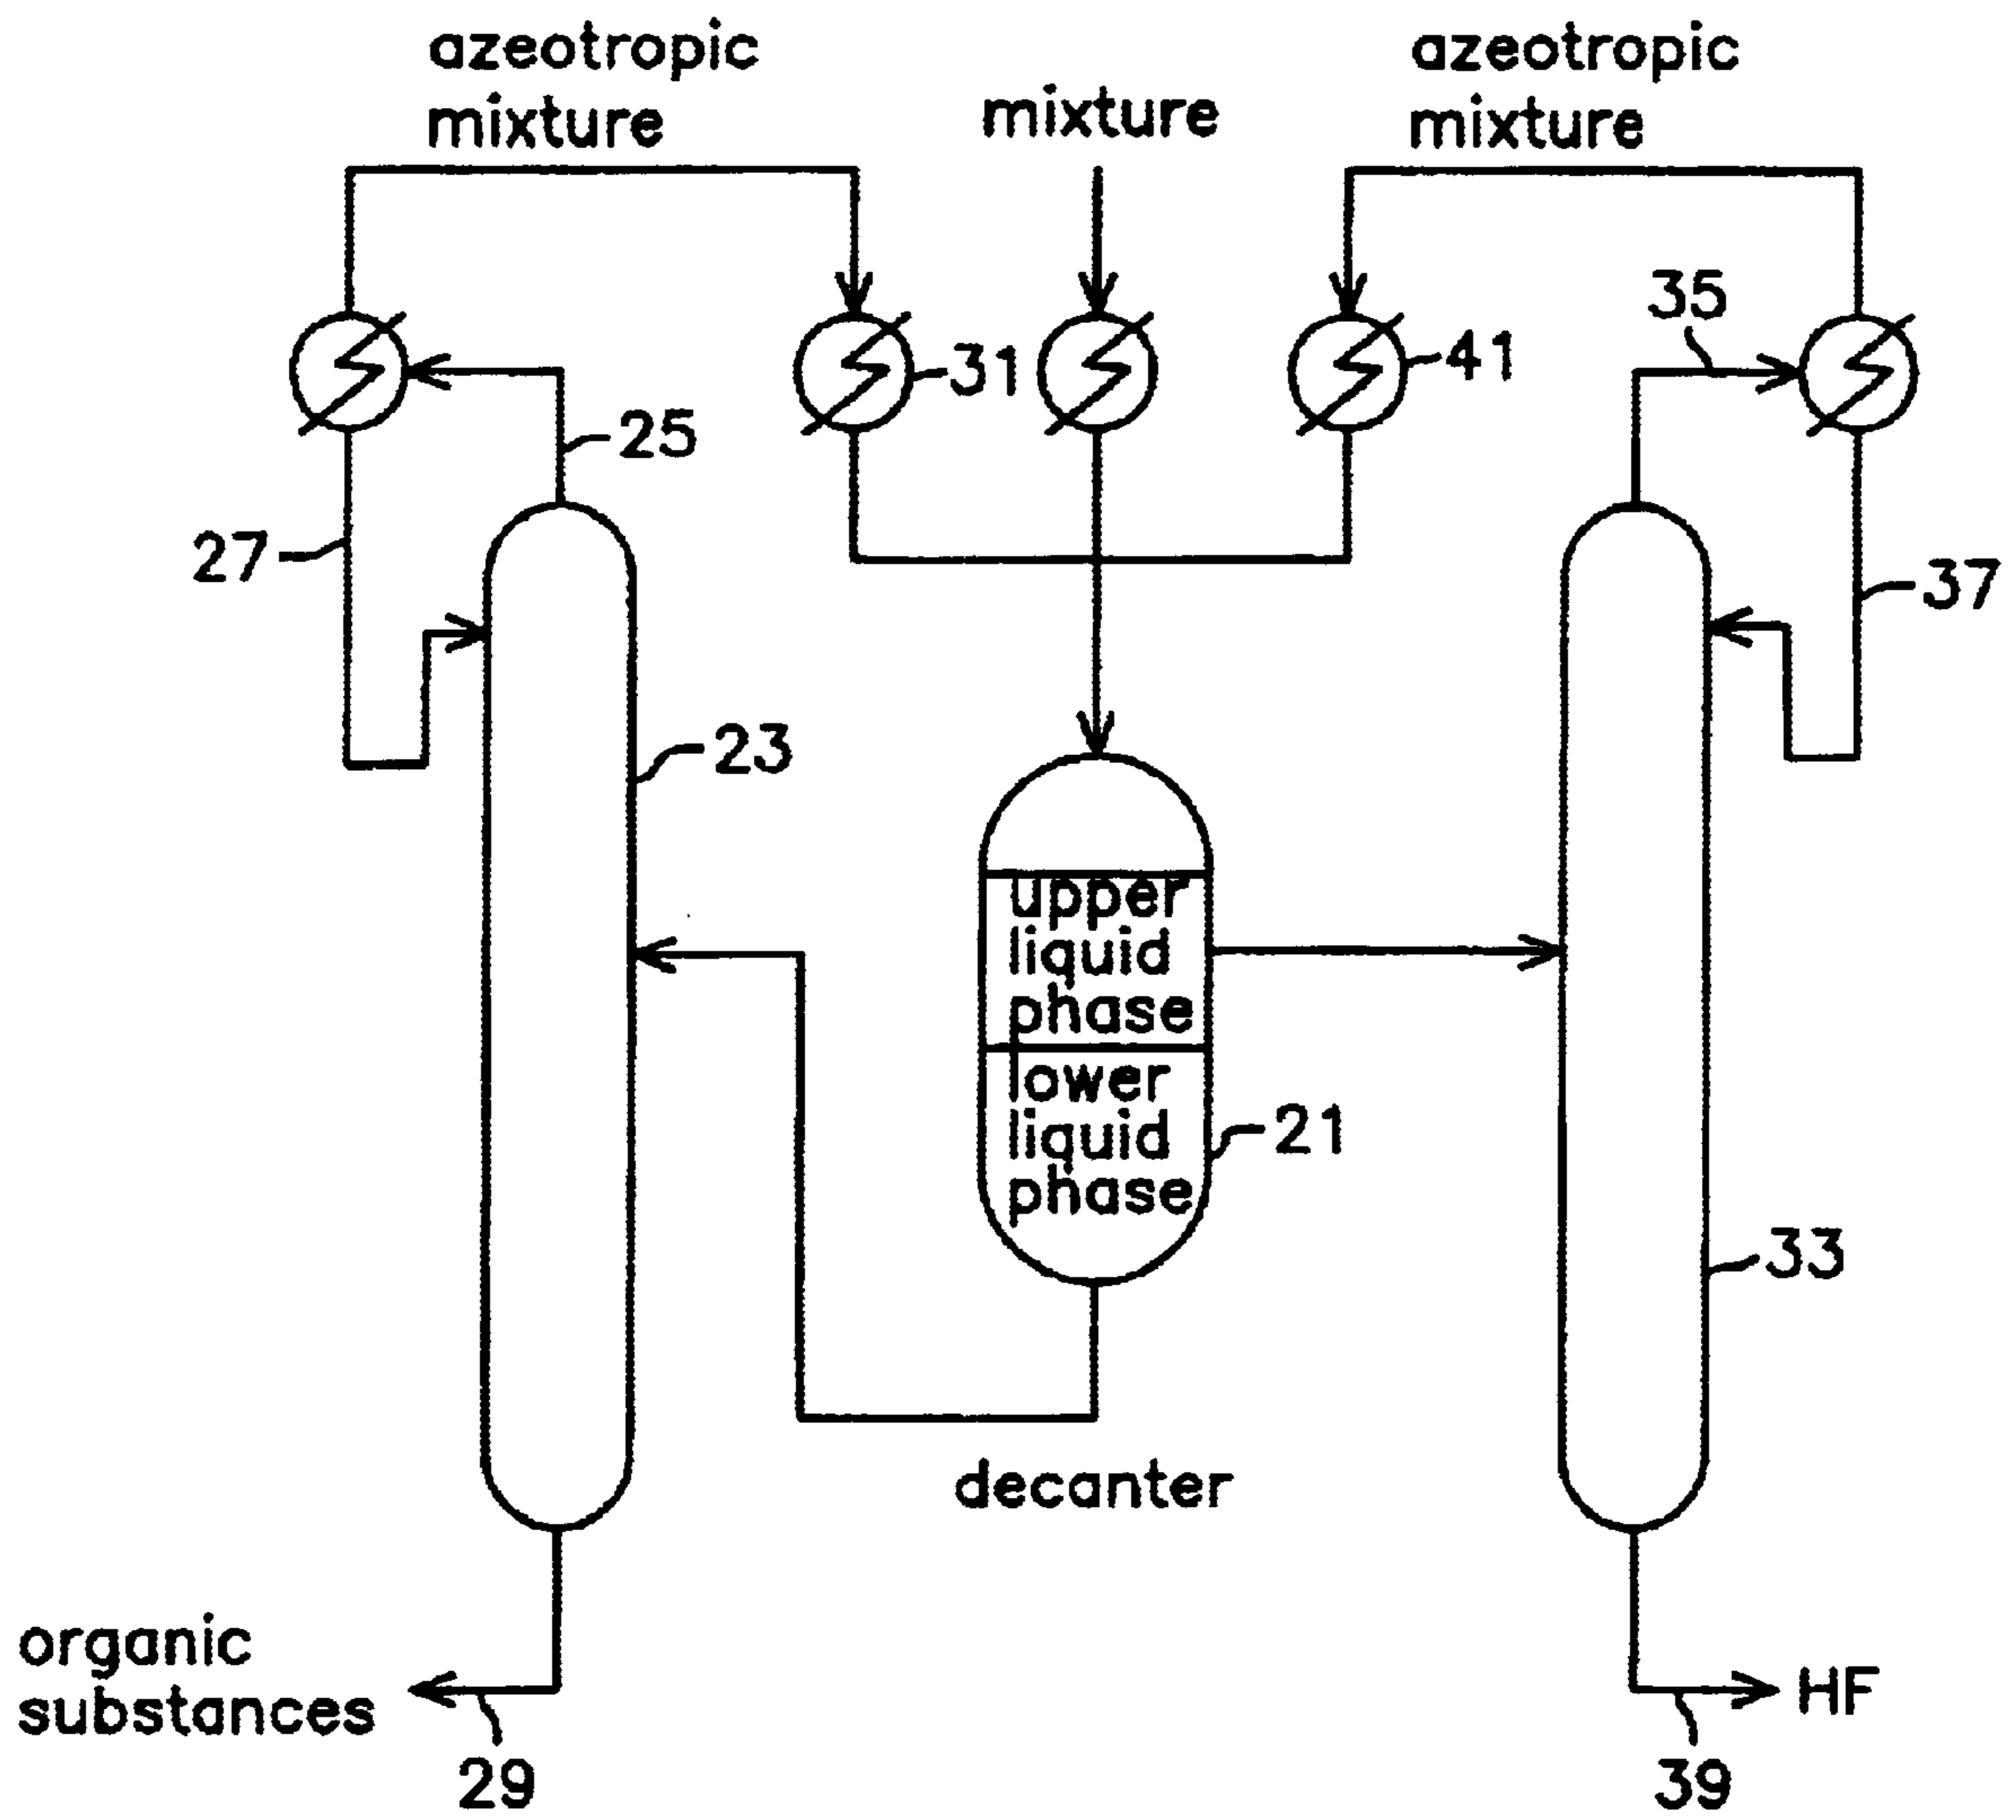 azeotropic
mixture
mixture
azeotropic
mixture
35
31
41
25
27
37
23
upper
liquid
phase
lower
liquid
phase
21
33
decanter
organic
substances
HF
29
39